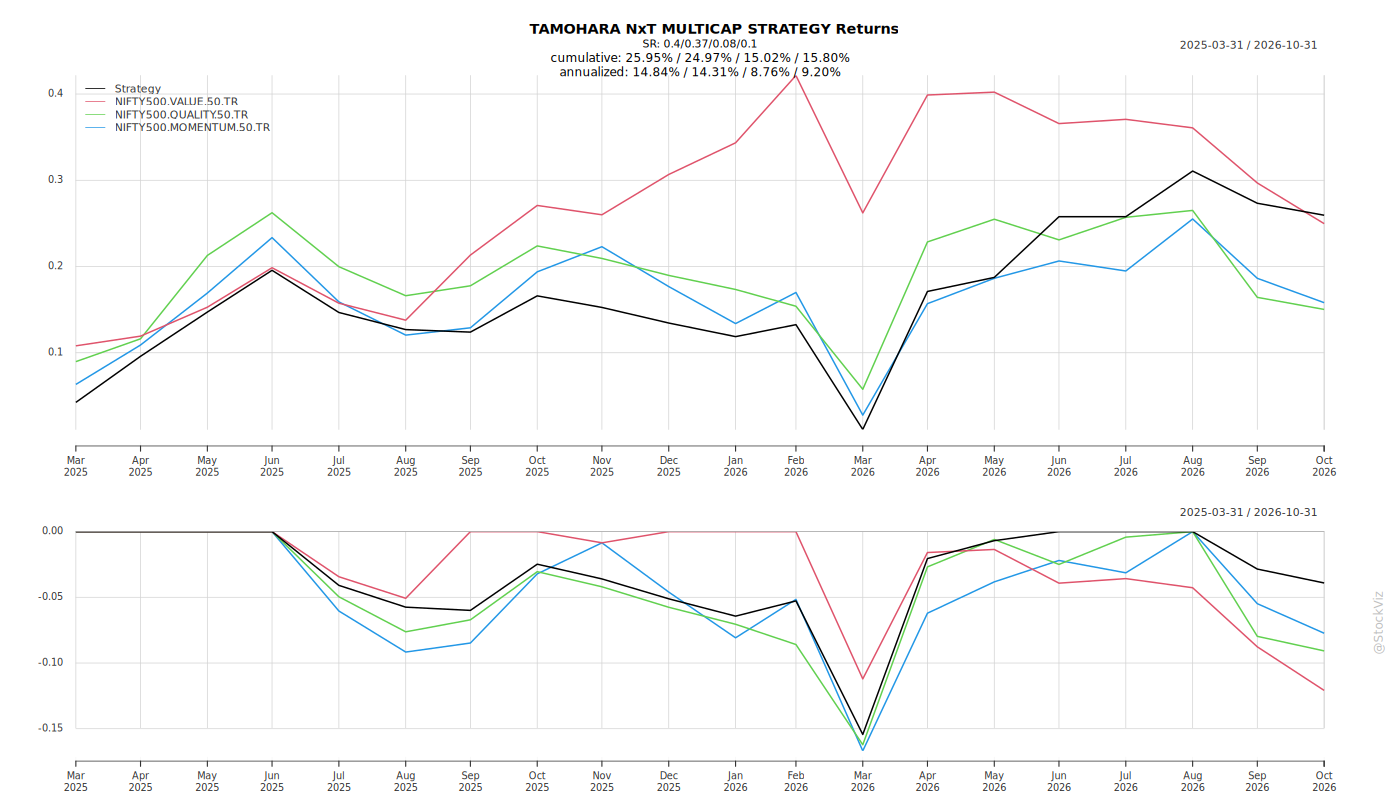 TAMOHARA NxT MULTICAP STRATEGY Returns
SR: 0.4/0.37/0.08/0.1
cumulative: 25.95% / 24.97% / 15.02% / 15.80%
annualized: 14.84% / 14.31% / 8.76% / 9.20%
2025-03-31 / 2026-10-31
Strategy
NIFTY500.VALUE.50.TR
NIFTY500.QUALITY.50.TR
NIFTY500.MOMENTUM.50.TR
0.4
0.3
0.2
0.1
Mar Apr May Jun Jul Aug Sep Oct Nov Dec Jan Feb Mar Apr May Jun Jul Aug Sep Oct
2025 2025 2025 2025 2025 2025 2025 2025 2025 2025 2026 2026 2026 2026 2026 2026 2026 2026 2026 2026
2025-03-31 / 2026-10-31
0.00
-0.05
-0.10
-0.15
Mar Apr May Jun Jul Aug Sep Oct Nov Dec Jan Feb Mar Apr May Jun Jul Aug Sep Oct
2025 2025 2025 2025 2025 2025 2025 2025 2025 2025 2026 2026 2026 2026 2026 2026 2026 2026 2026 2026
@StockViz